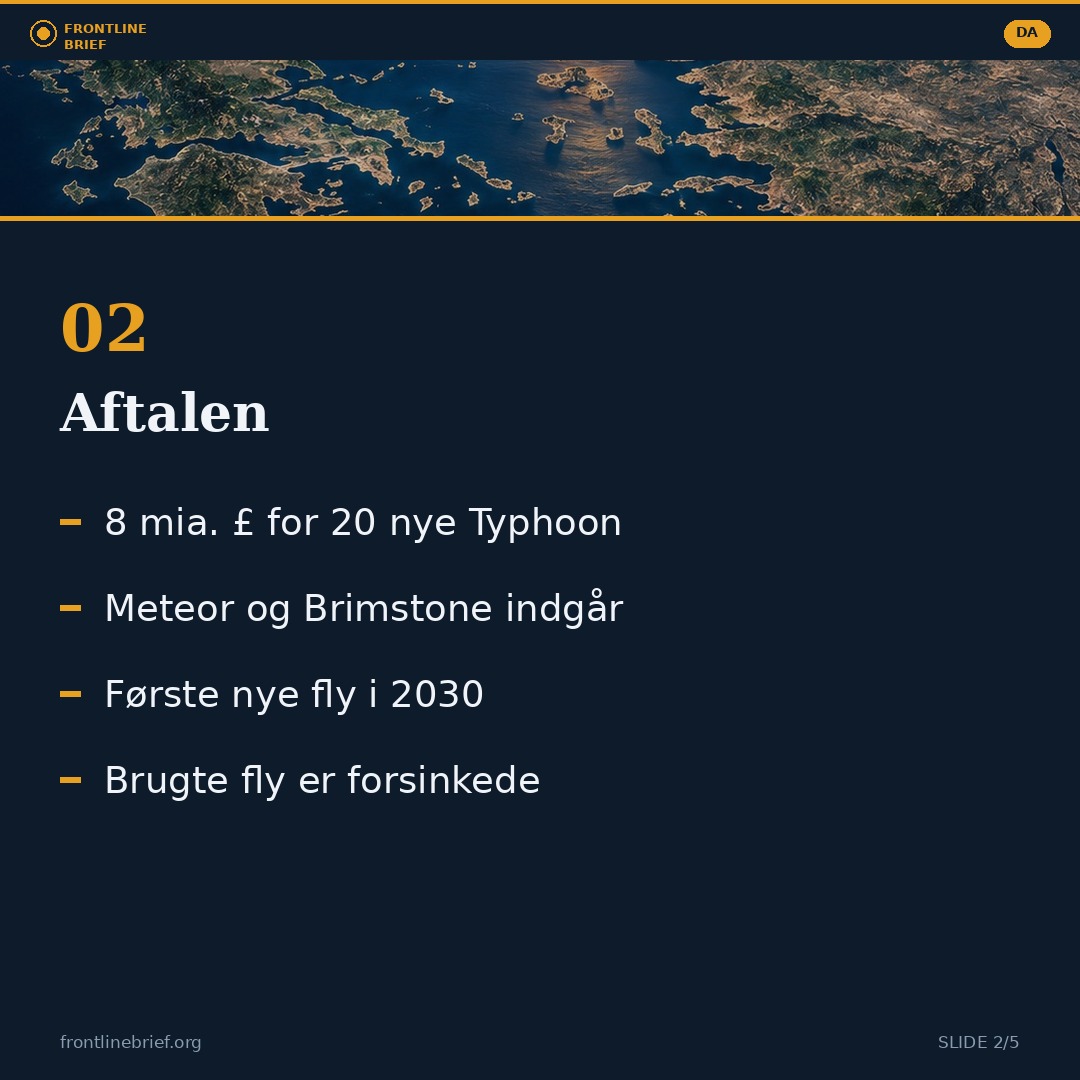 FRONTLINE
BRIEF
DA
02
Aftalen
8 mia. £ for 20 nye Typhoon
Meteor og Brimstone indgår
Første nye fly i 2030
Brugte fly er forsinkede
frontlinebrief.org
SLIDE 2/5